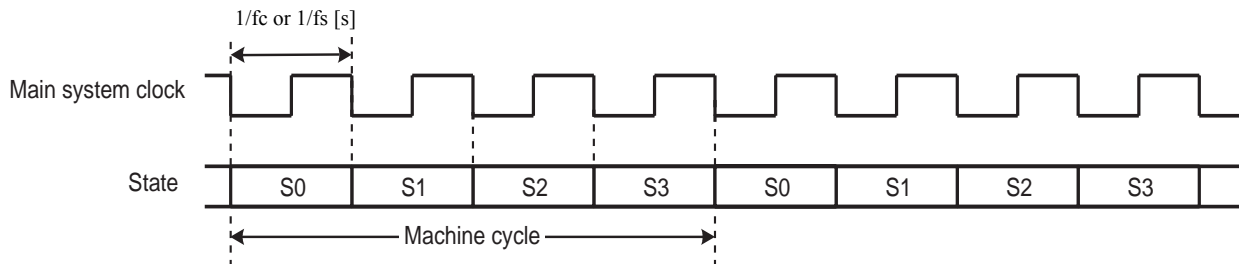 1/fc or 1/fs [s]
Main system clock
State S0 S1 S2 S3 S0 S1 S2 S3
Machine cycle